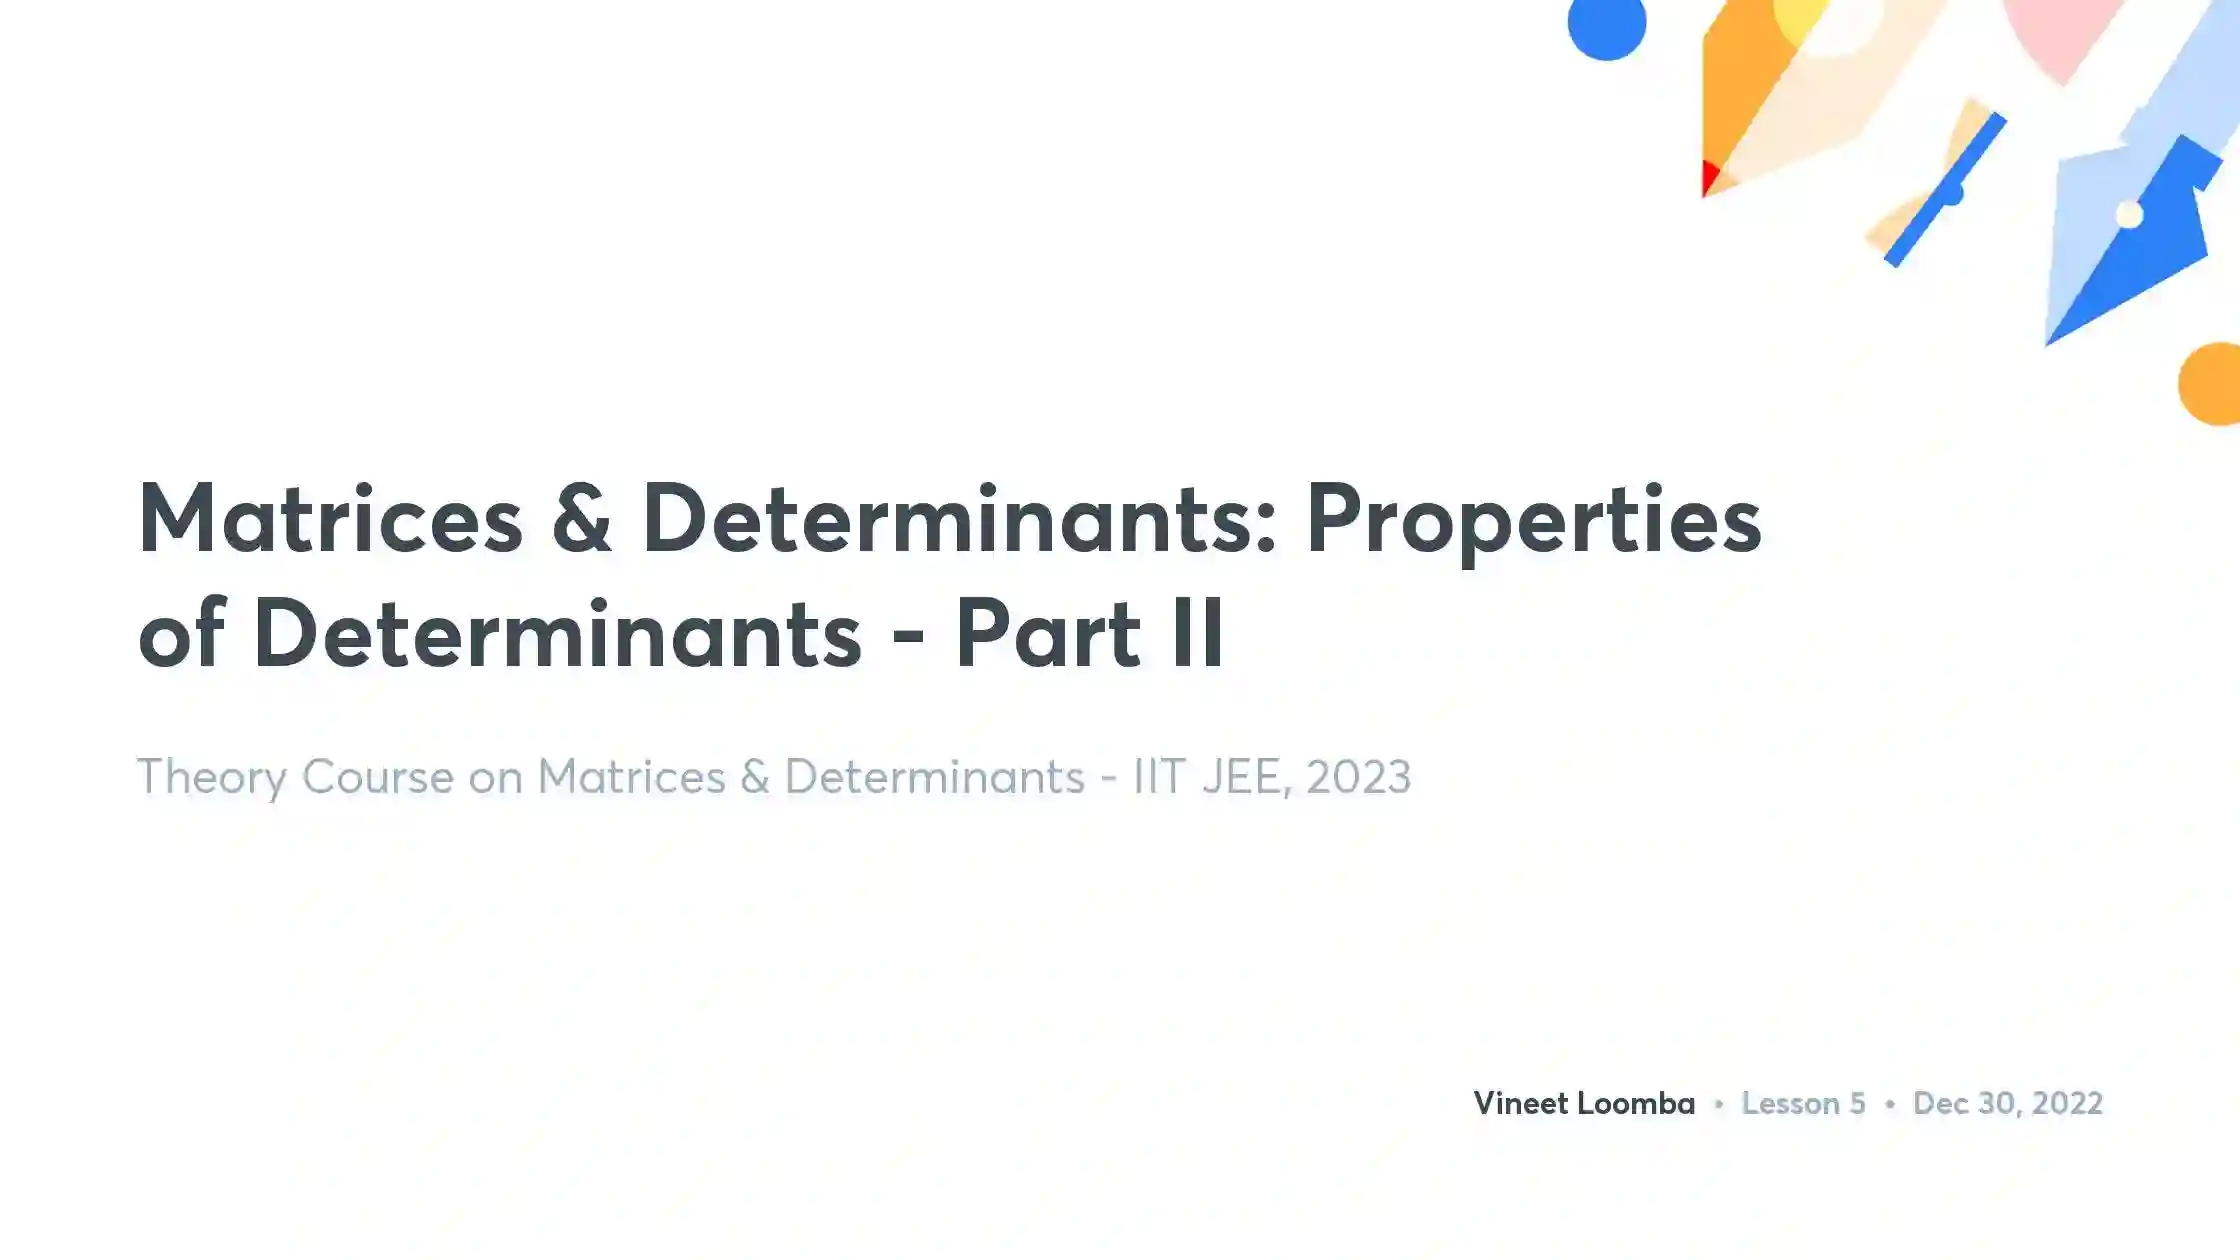 Matrices & Determinants: Properties
of Determinants - Part II
Theory Course on Matrices & Determinants - IIT JEE, 2023
Vineet Loomba • Lesson 5 • Dec 30, 2022